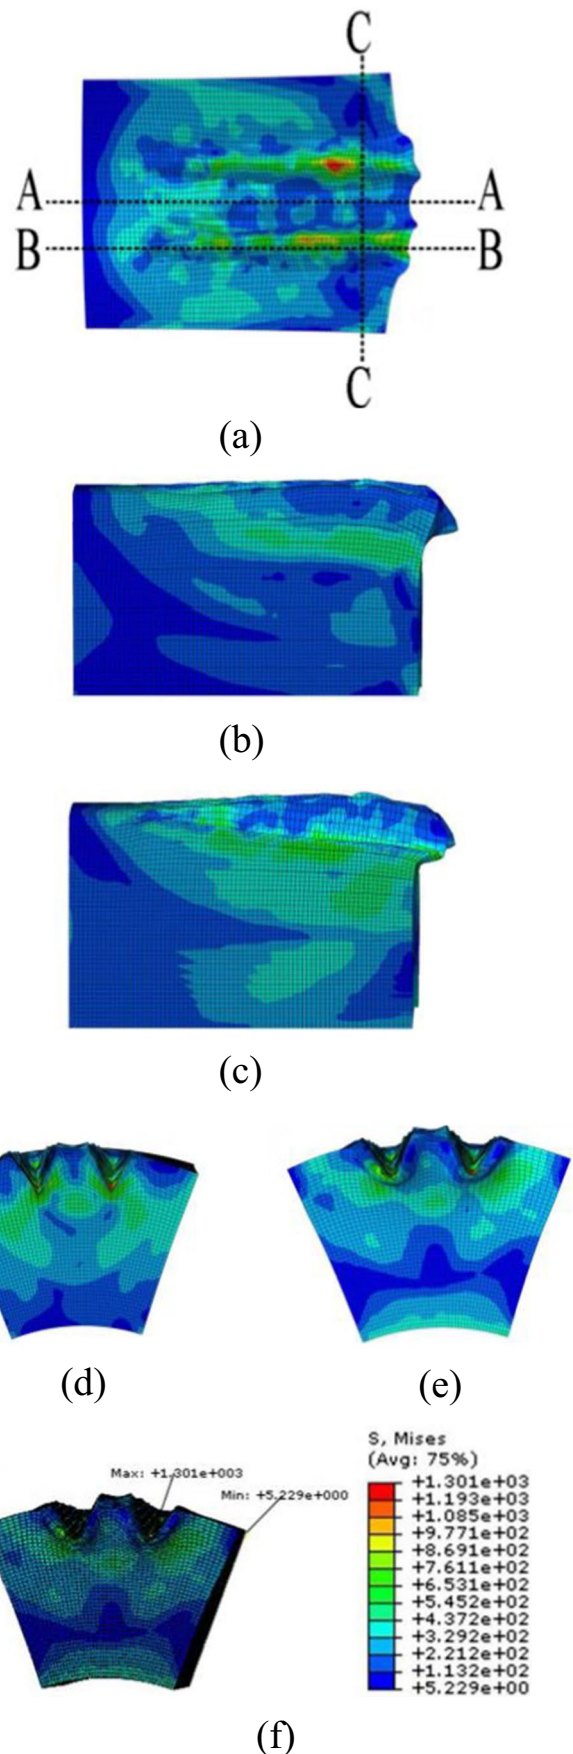 C
A A
B B
C
(a)
(b)
(c)
(d) (e)
S, Mises
(Avg: 75%)
Max: +1.301e+003
Min: +5.229e+000
+1.301e+03
+1.193e+03
+1.085e+03
+9.771e+02
+8.691e+02
+7.611e+02
+6.531e+02
+5.452e+02
+4.372e+02
+3.292e+02
+2.212e+02
+1.132e+02
+5.229e+00
(f)